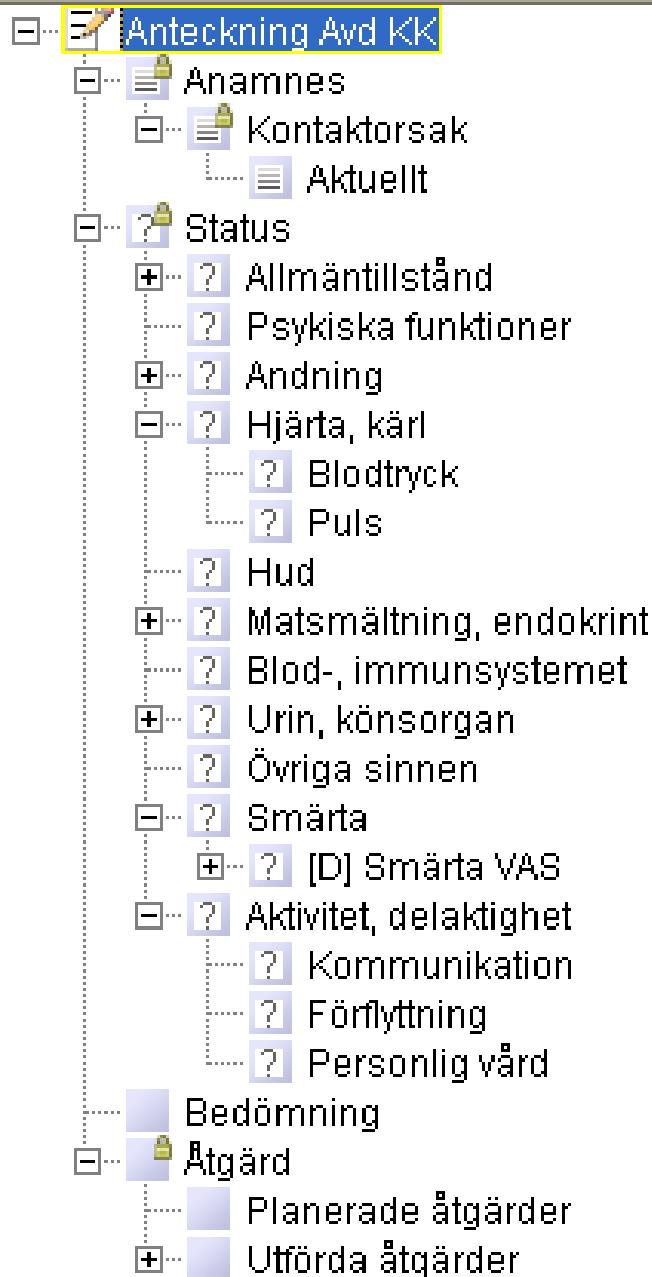 Anteckning Avd KK
Anamnes
Kontaktorsak
Aktuellt
Status
Allmäntillstånd
Psykiska funktioner
Andning
Hjärta, kärl
Blodtryck
Puls
Hud
Matsmältning, endokrint
Blod-, immunsystemet
Urin, könsorgan
Övriga sinnen
Smärta
[D] Smärta VAS
Aktivitet, delaktighet
Kommunikation
Förflyttning
Personlig vård
Bedömning
Åtgärd
Planerade åtgärder
Utförda åtgärder